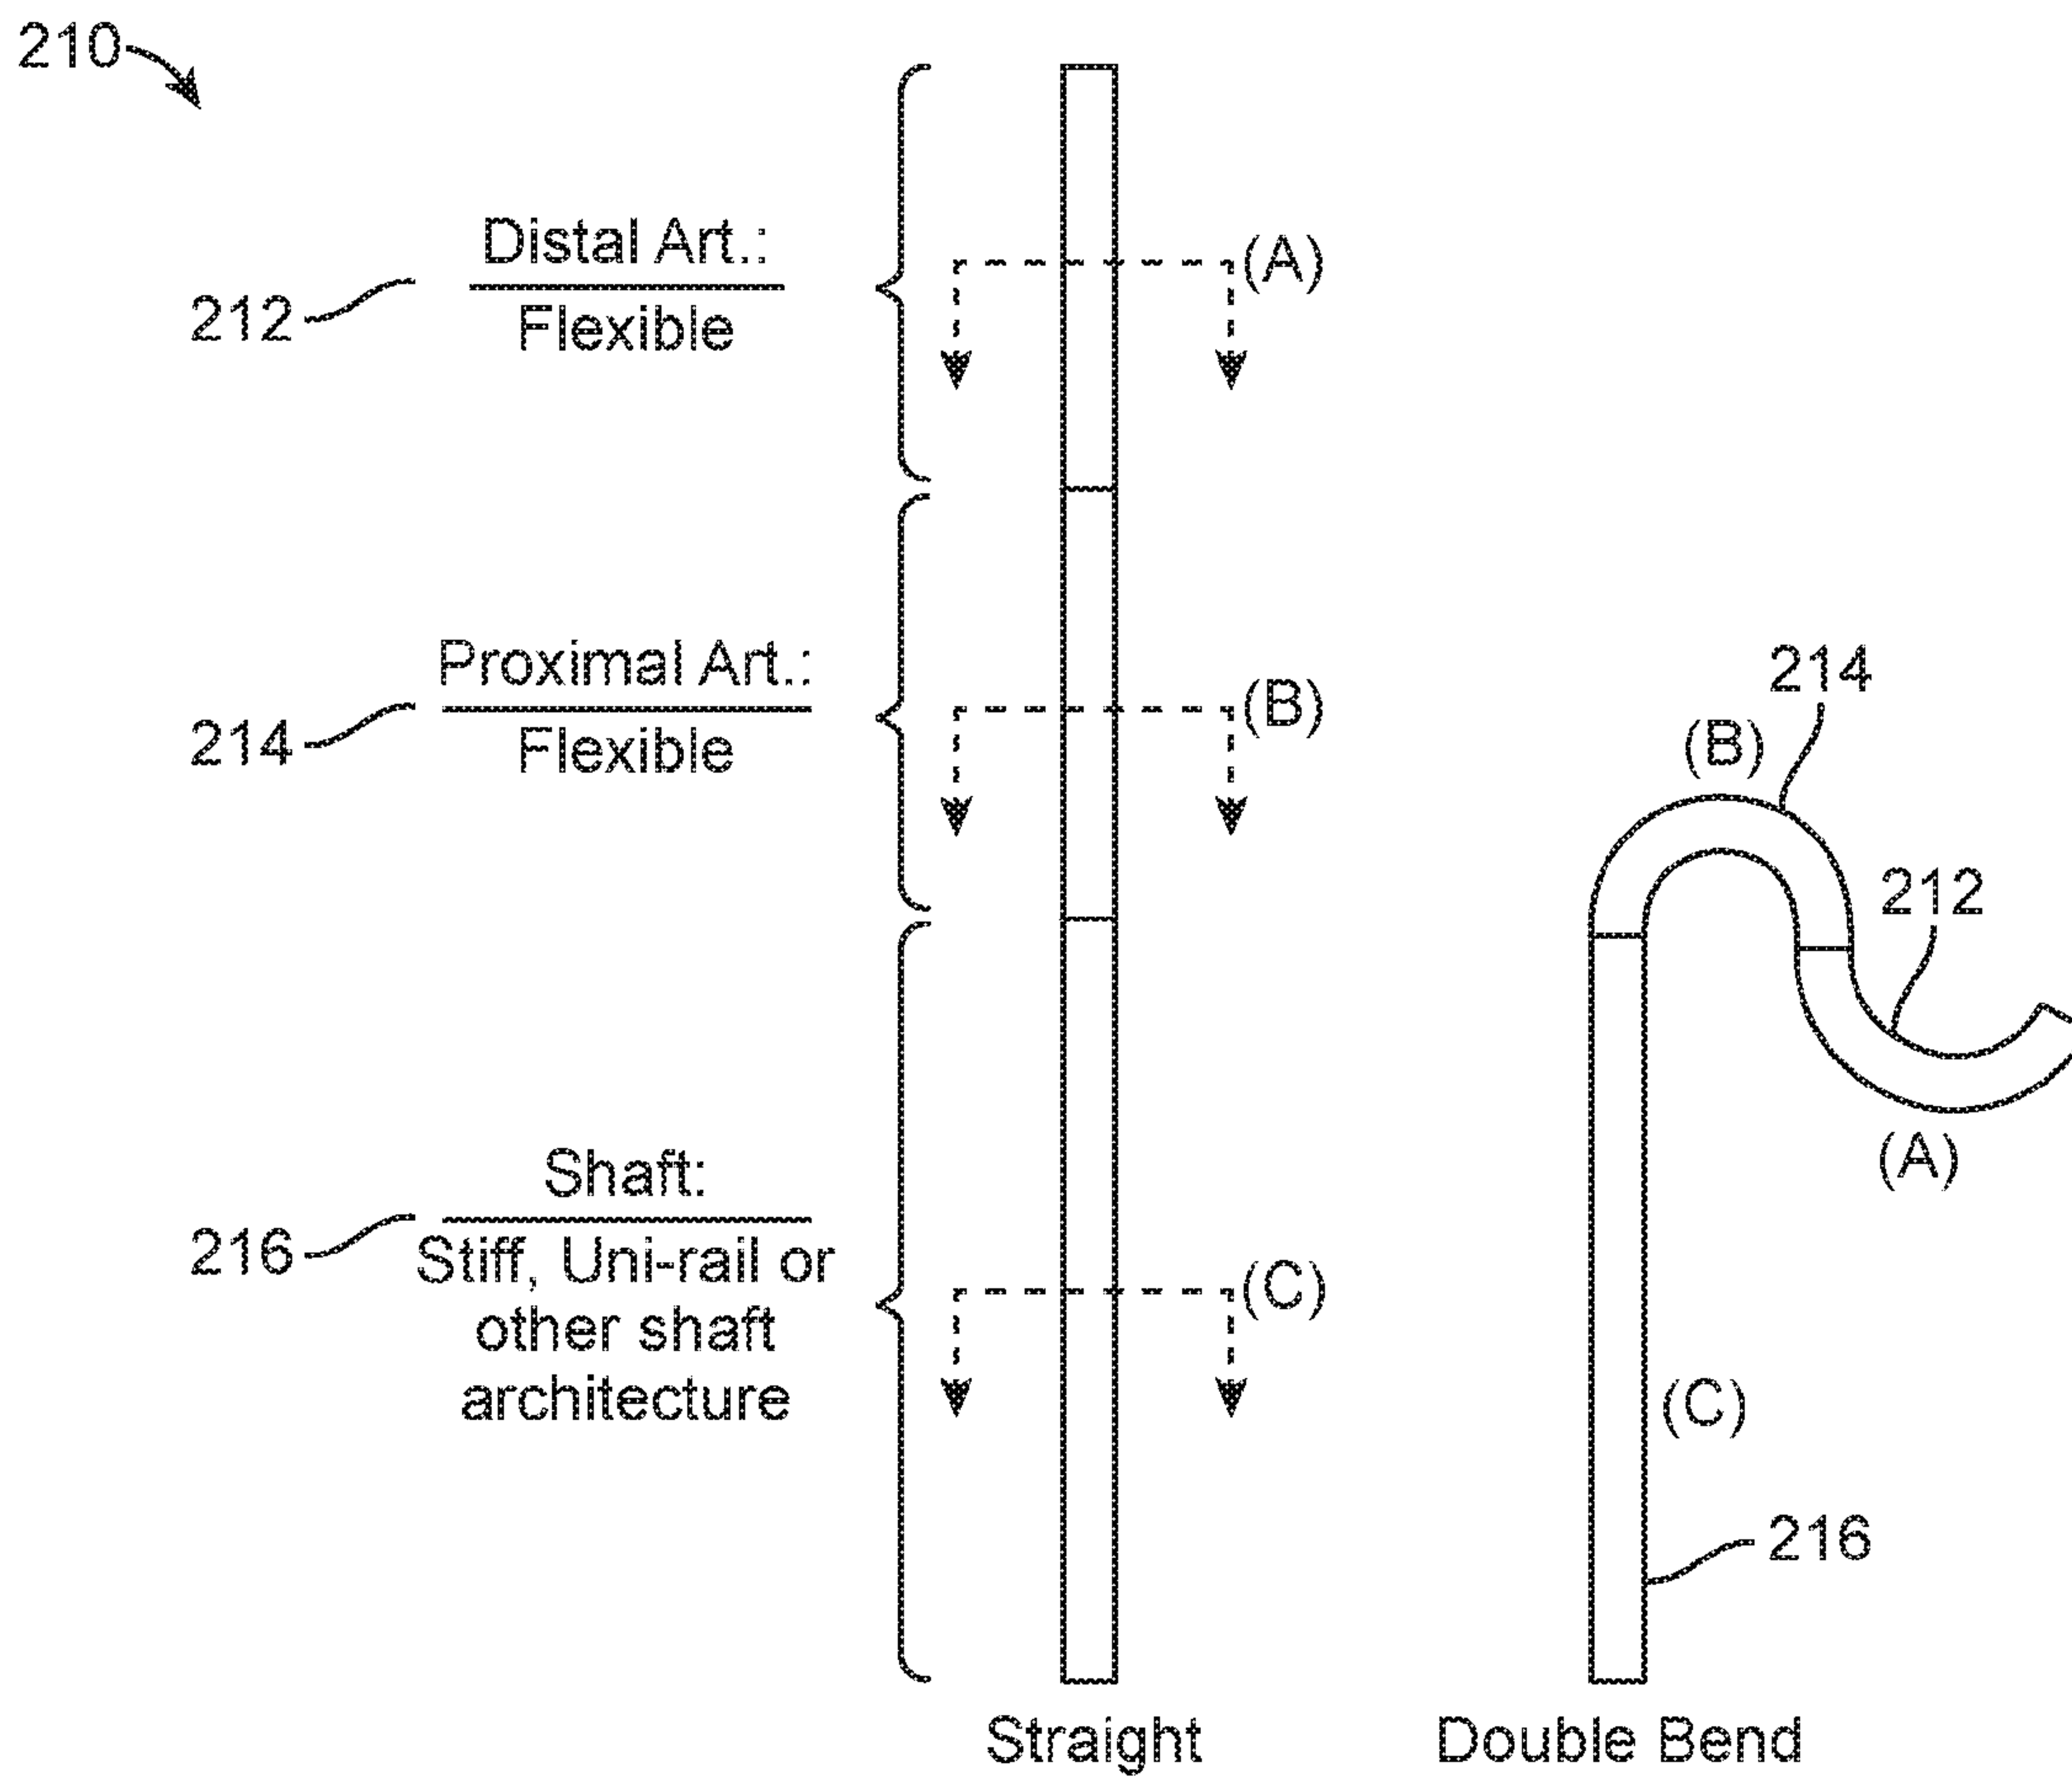 210
Distal Art.:
212
Flexible
(A)
Proximal Art.:
214
Flexible
(B)
Shaft:
216
Stiff, Uni-rail or
other shaft
architecture
(C)
Straight
214
(B)
212
(A)
(C)
216
Double Bend